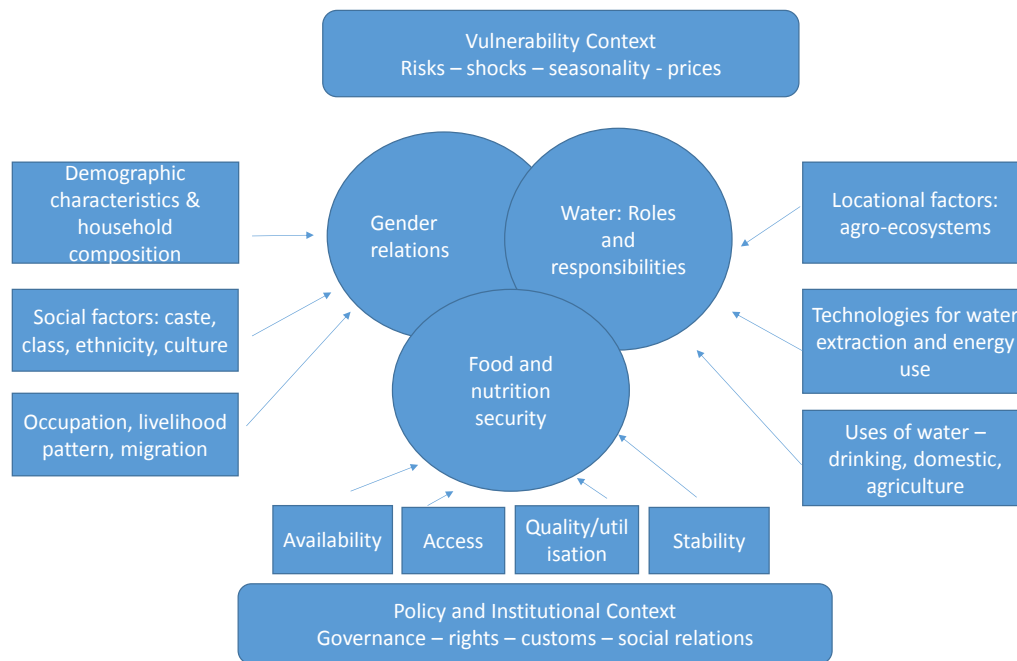 Vulnerability Context
Risks – shocks – seasonality - prices
Demographic
characteristics &
household
composition
Social factors: caste,
class, ethnicity, culture
Occupation, livelihood
pattern, migration
Gender
relations
Water: Roles
and
responsibilities
Food and
nutrition
security
Locational factors:
agro-ecosystems
Technologies for water
extraction and energy
use
Uses of water –
drinking, domestic,
agriculture
Availability
Access
Quality/util
isation
Stability
Policy and Institutional Context
Governance – rights – customs – social relations